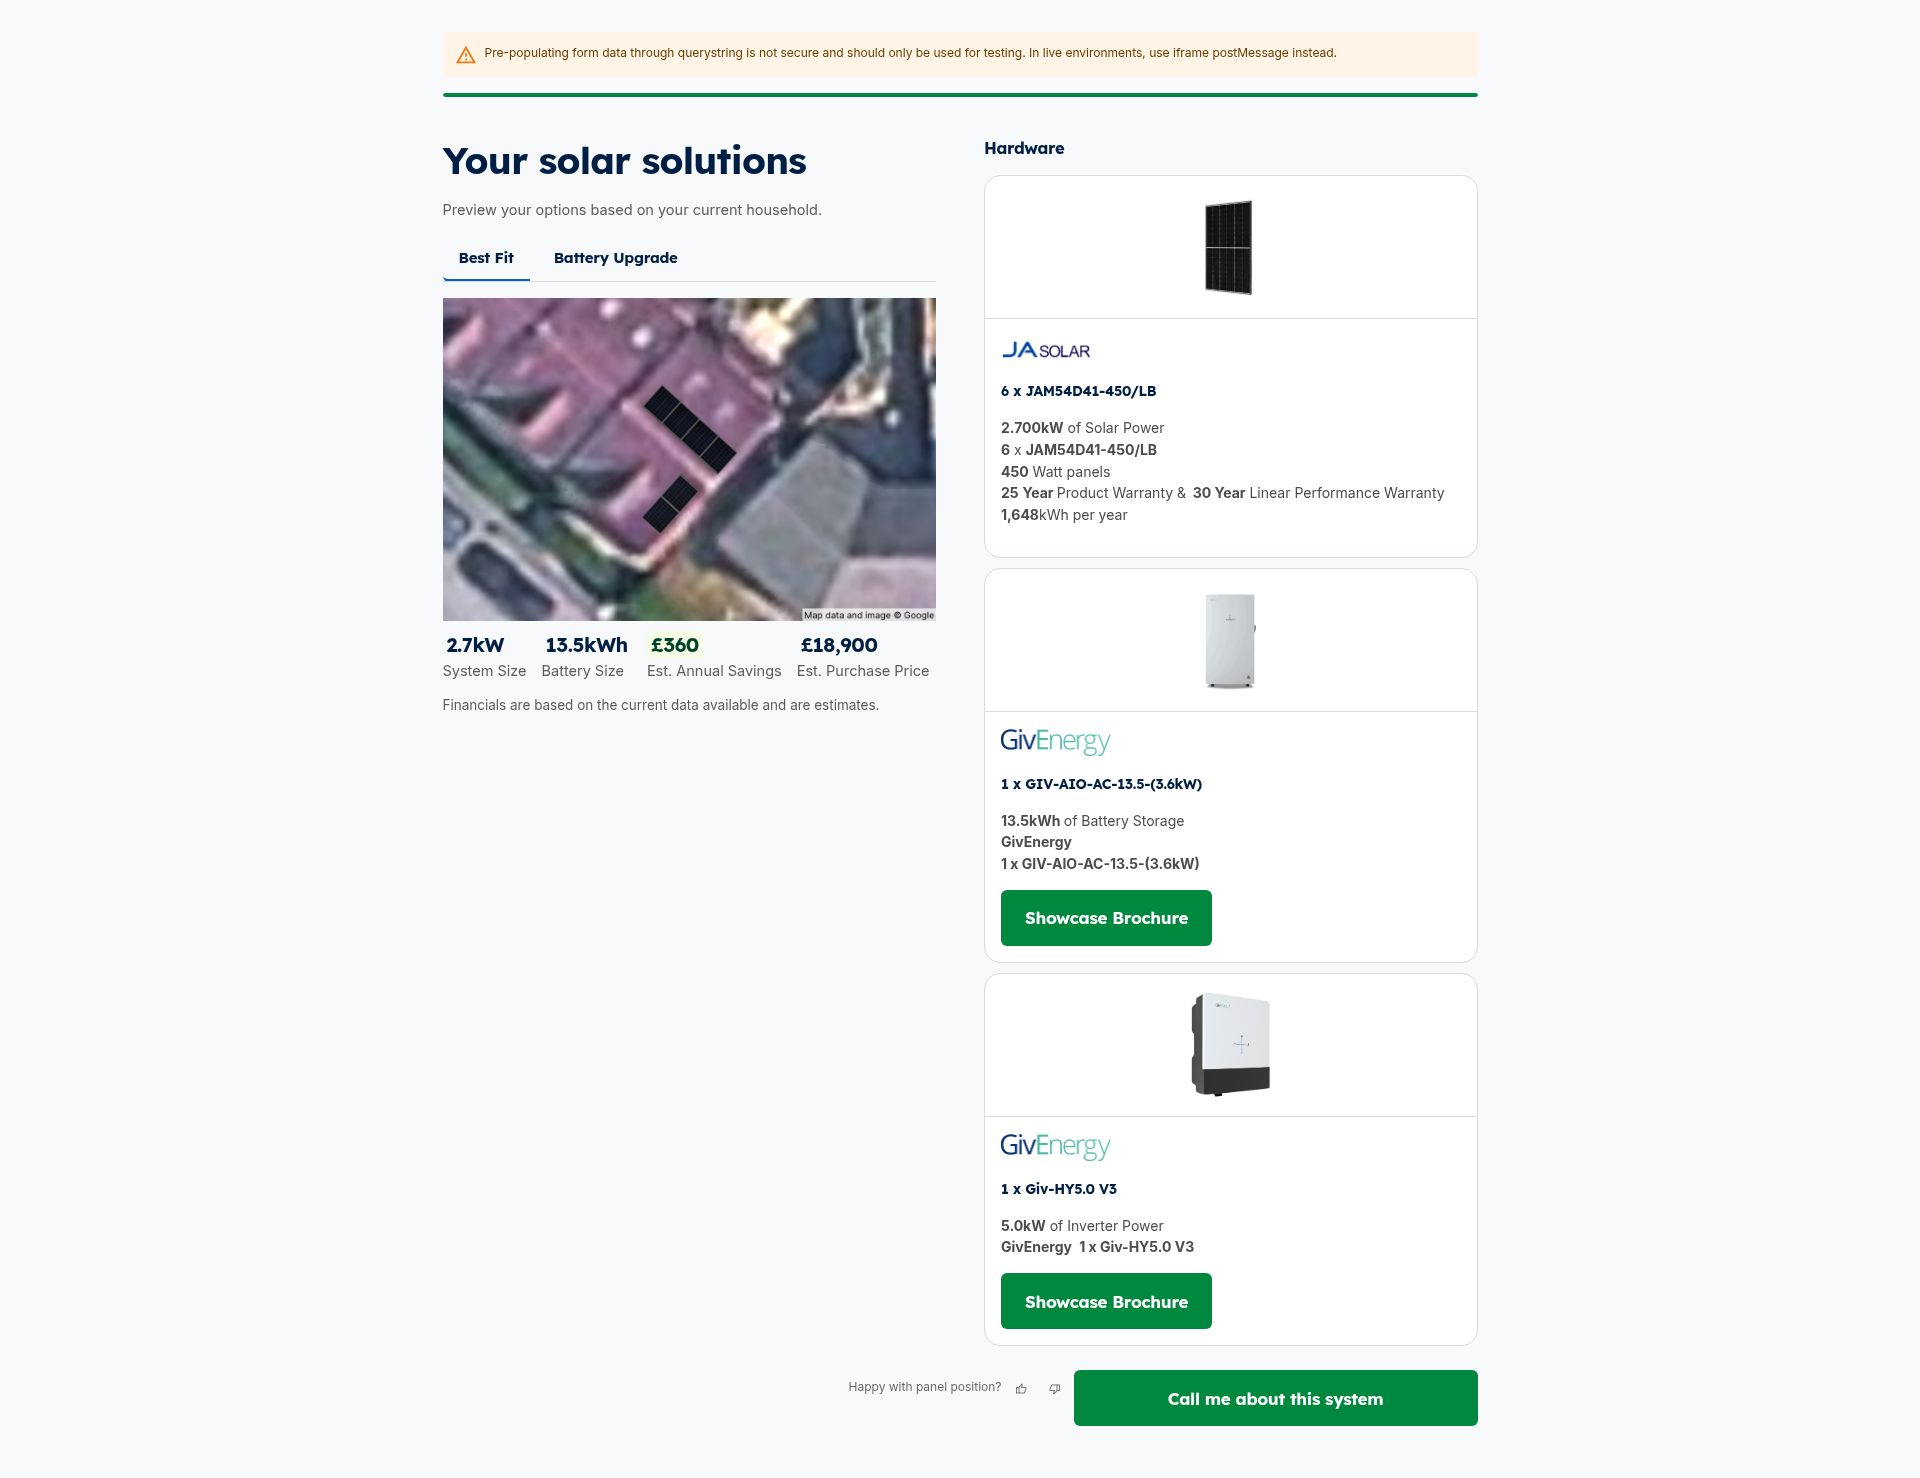 Pre-populating form data through querystring is not secure and should only be used for testing. In live environments, use iframe postMessage instead.
Your solar solutions
Preview your options based on your current household.
Best Fit
Battery Upgrade
Map data and image © Google
2.7kW
System Size
13.5kWh
Battery Size
£360
Est. Annual Savings
£18,900
Est. Purchase Price
Financials are based on the current data available and are estimates.
Hardware
JA SOLAR
6 x JAM54D41-450/LB
2.700kW of Solar Power
6 x JAM54D41-450/LB
450 Watt panels
25 Year Product Warranty & 30 Year Linear Performance Warranty
1,648kWh per year
GivEnergy
1 x GIV-AIO-AC-13.5-(3.6kW)
13.5kWh of Battery Storage
GivEnergy
1 x GIV-AIO-AC-13.5-(3.6kW)
Showcase Brochure
GivEnergy
1 x Giv-HY5.0 V3
5.0kW of Inverter Power
GivEnergy 1 x Giv-HY5.0 V3
Showcase Brochure
Happy with panel position?
Call me about this system